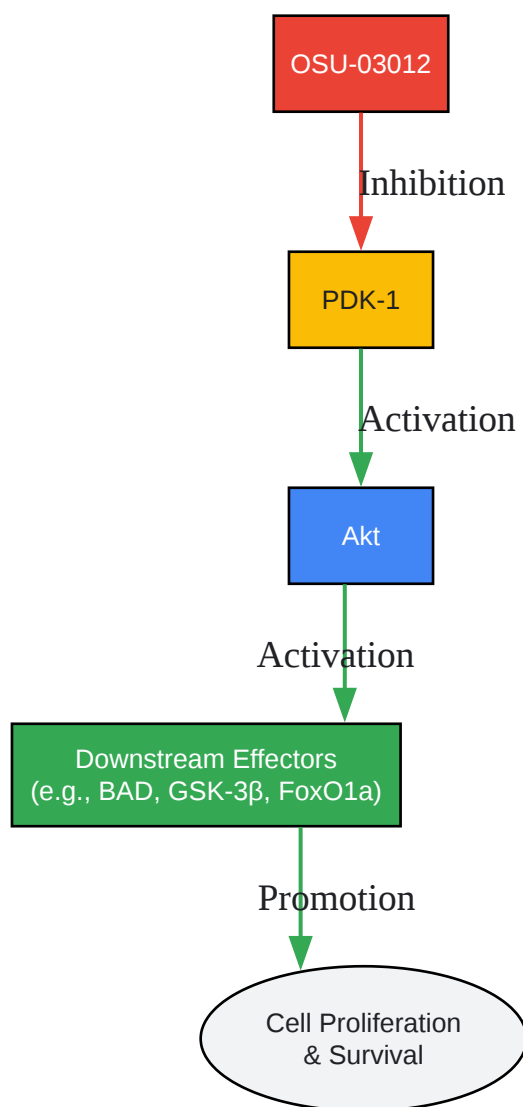 OSU-03012
Inhibition
PDK-1
Activation
Akt
Activation
Downstream Effectors
(e.g., BAD, GSK-3β, FoxO1a)
Promotion
Cell Proliferation
& Survival